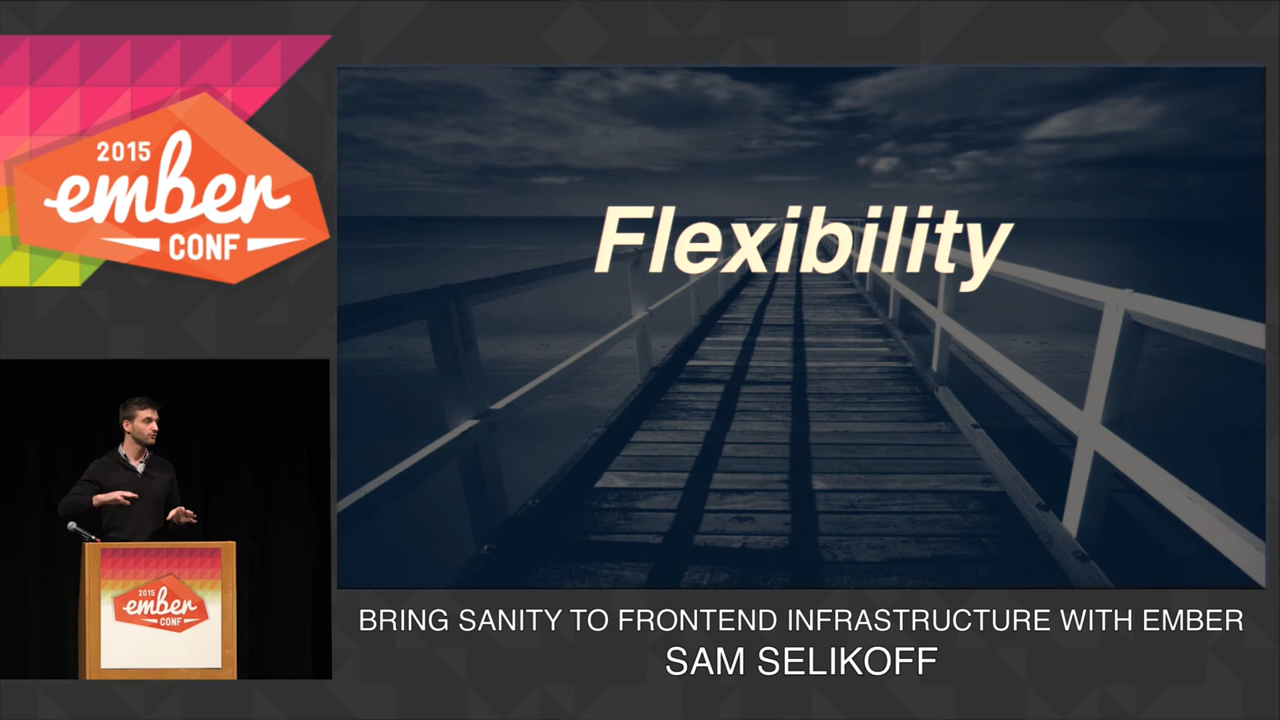 2015
ember
CONF
Flexibility
2015
ember
CONF
BRING SANITY TO FRONTEND INFRASTRUCTURE WITH EMBER
SAM SELIKOFF